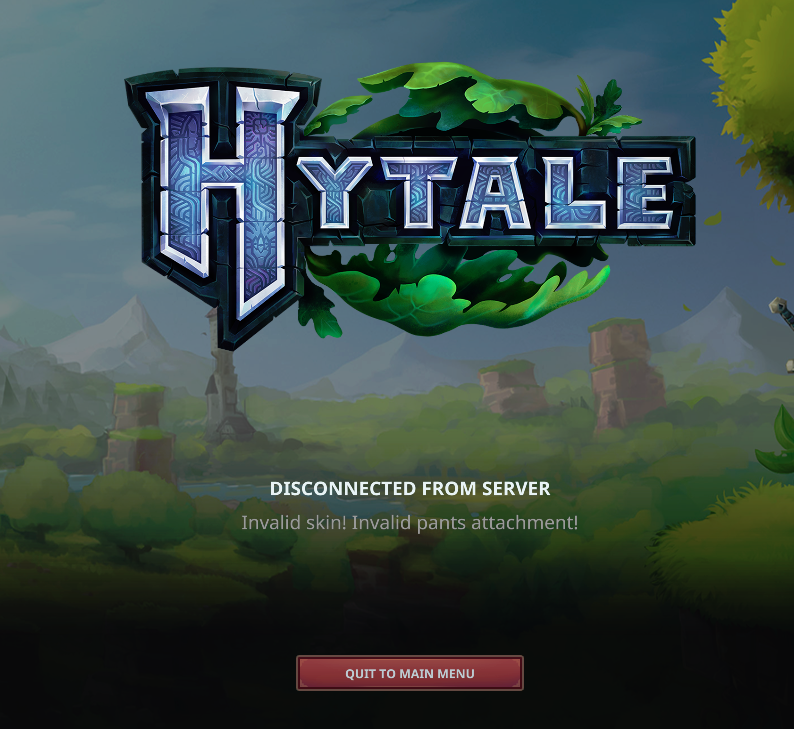 HYTALE
DISCONNECTED FROM SERVER
Invalid skin! Invalid pants attachment!
QUIT TO MAIN MENU